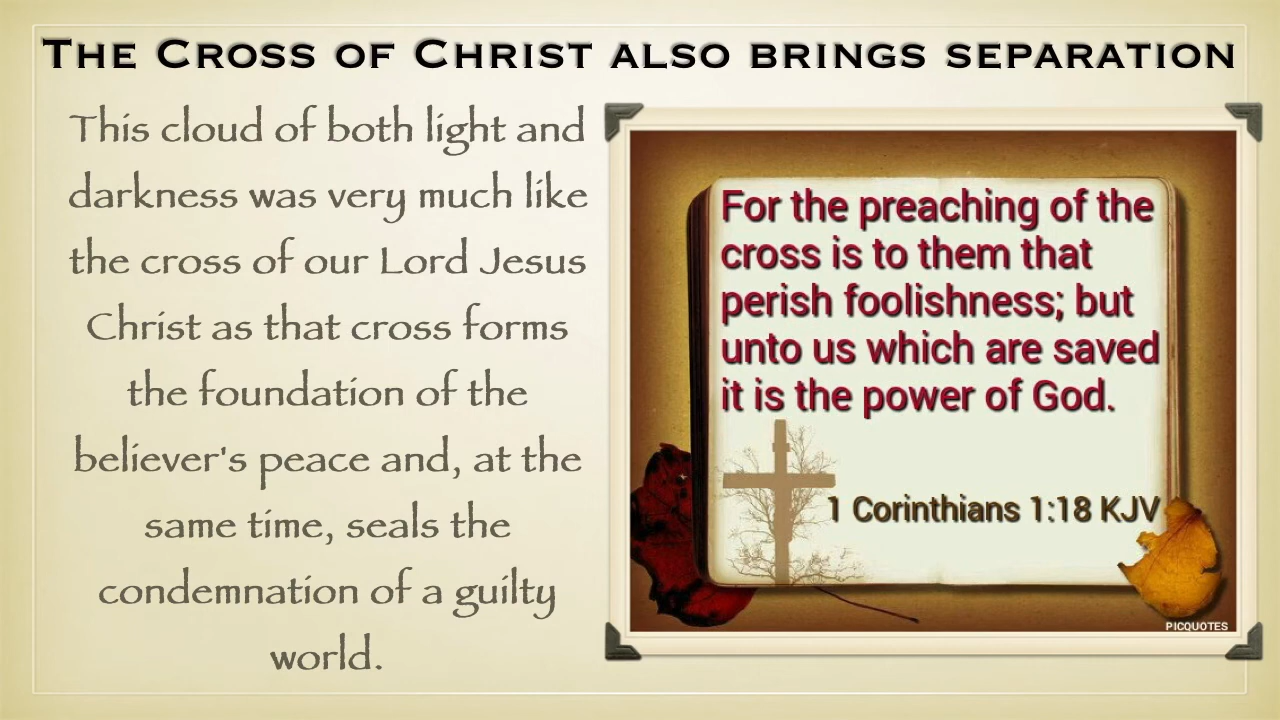 The Cross of Christ also brings separation
This cloud of both light and
darkness was very much like
the cross of our Lord Jesus
Christ as that cross forms
the foundation of the
believer's peace and, at the
same time, seals the
condemnation of a guilty
world.
For the preaching of the
cross is to them that
perish foolishness; but
unto us which are saved
it is the power of God.
1 Corinthians 1:18 KJV
PICQUOTES